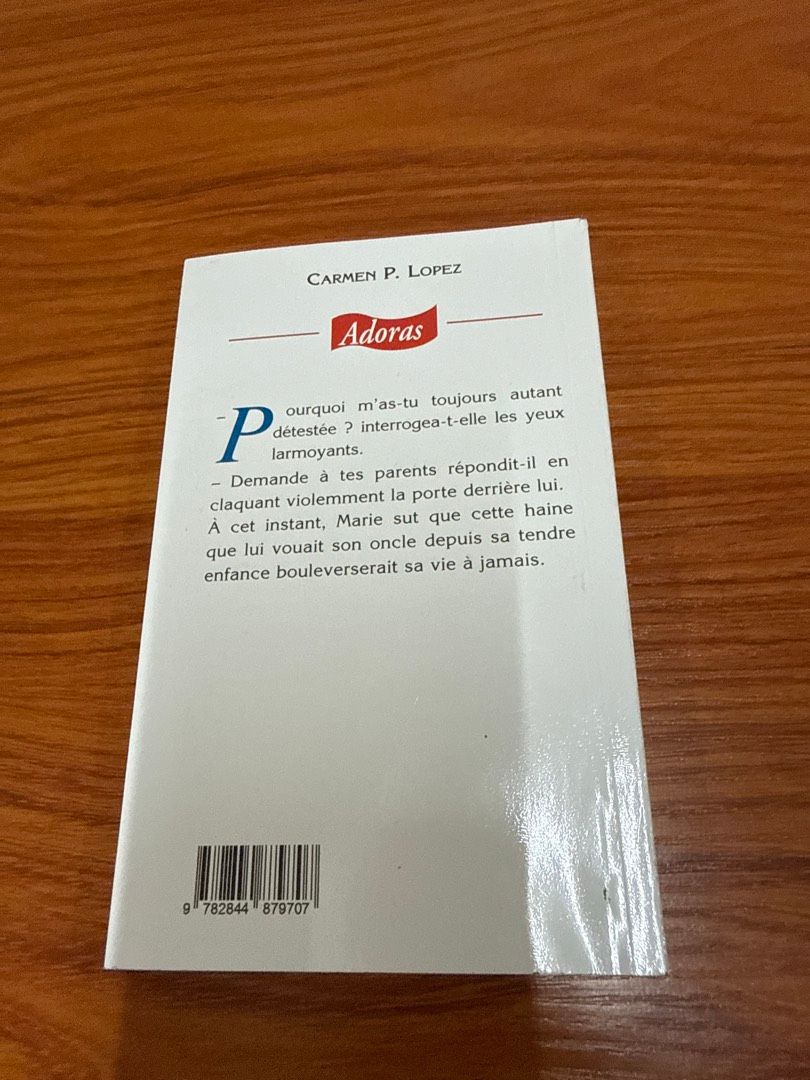 CARMEN P. LOPEZ
Adoras
– Pourquoi m'as-tu toujours autant
détestée ? interrogea-t-elle les yeux
larmoyants.
– Demande à tes parents répondit-il en
claquant violemment la porte derrière lui.
À cet instant, Marie sut que cette haine
que lui vouait son oncle depuis sa tendre
enfance bouleverserait sa vie à jamais.
9 782844 879707